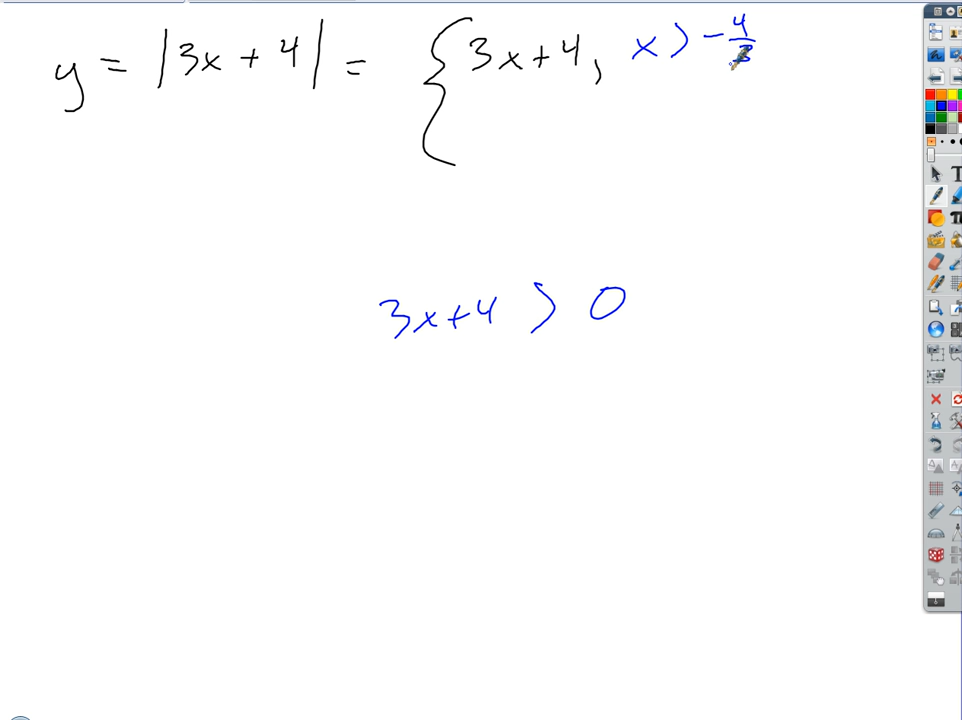 y = |3x + 4| = { 3x + 4, x > -4/3
3x + 4 > 0